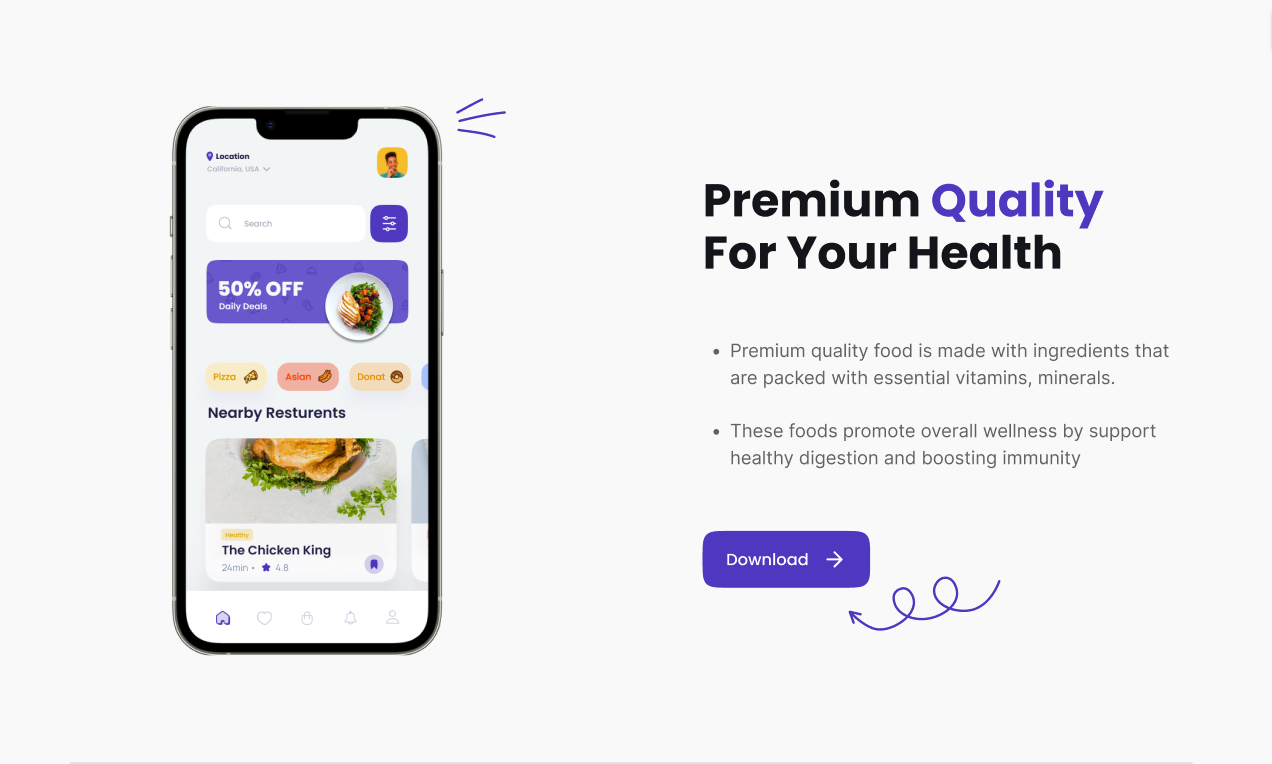 Location
California, USA
Search
50% OFF
Daily Deals
Pizza
Asian
Donat
Nearby Resturents
Healthy
The Chicken King
24min • 4.8
Premium Quality
For Your Health
• Premium quality food is made with ingredients that
are packed with essential vitamins, minerals.
• These foods promote overall wellness by support
healthy digestion and boosting immunity
Download